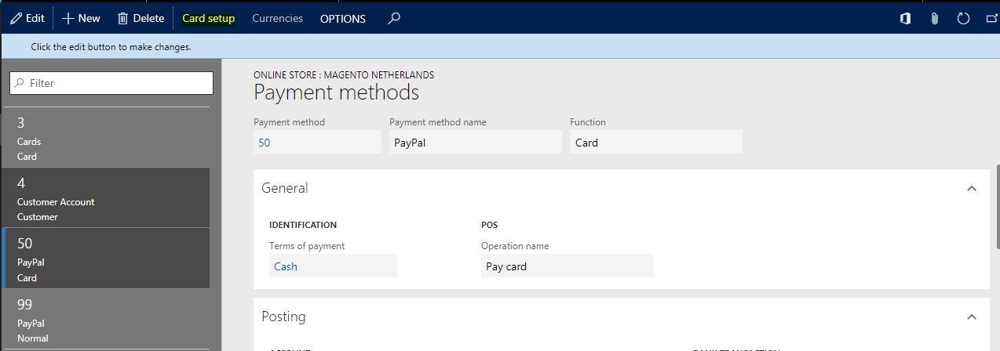 Edit New Delete Card setup Currencies OPTIONS
Click the edit button to make changes.
Filter
3
Cards
Card
4
Customer Account
Customer
50
PayPal
Card
99
PayPal
Normal
ONLINE STORE : MAGENTO NETHERLANDS
Payment methods
Payment method Payment method name Function
50 PayPal Card
General
IDENTIFICATION POS
Terms of payment Operation name
Cash Pay card
Posting